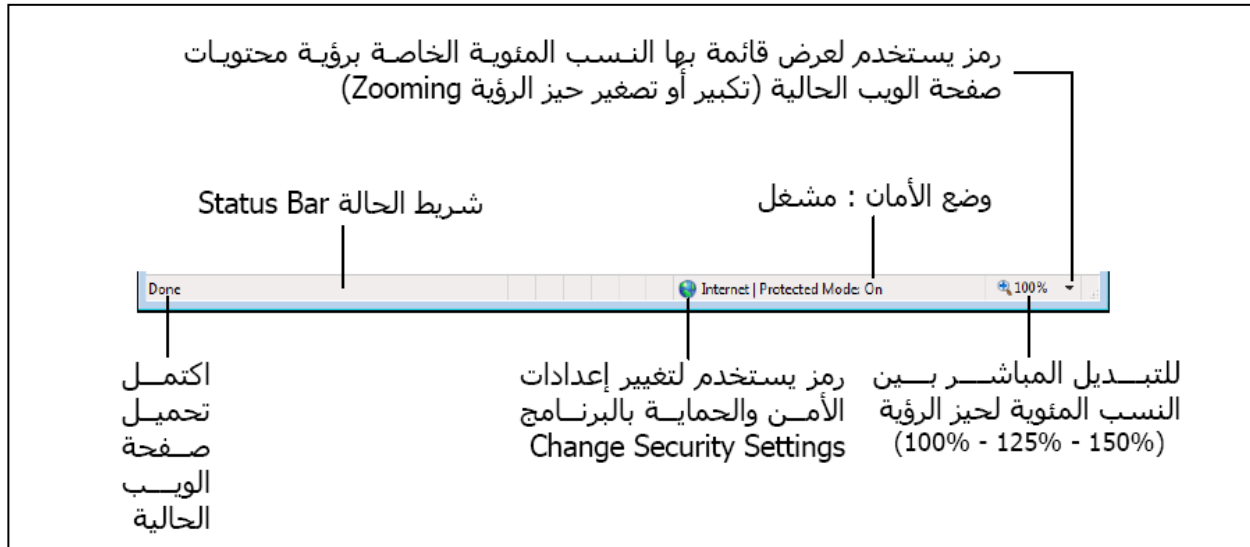 رمز يستخدم لعرض قائمة بها النسب المئوية الخاصة برؤية محتويات
صفحة الويب الحالية (تكبير أو تصغير حيز الرؤية Zooming)
وضع الأمان : مشغل
شريط الحالة Status Bar
Done
Internet | Protected Mode: On
100%
للتبديل المباشر بين
النسب المئوية لحيز الرؤية
(100% - 125% - 150%)
رمز يستخدم لتغيير إعدادات
الأمن والحماية بالبرنامج
Change Security Settings
اكتمل
تحميل
صفحة
الويب
الحالية